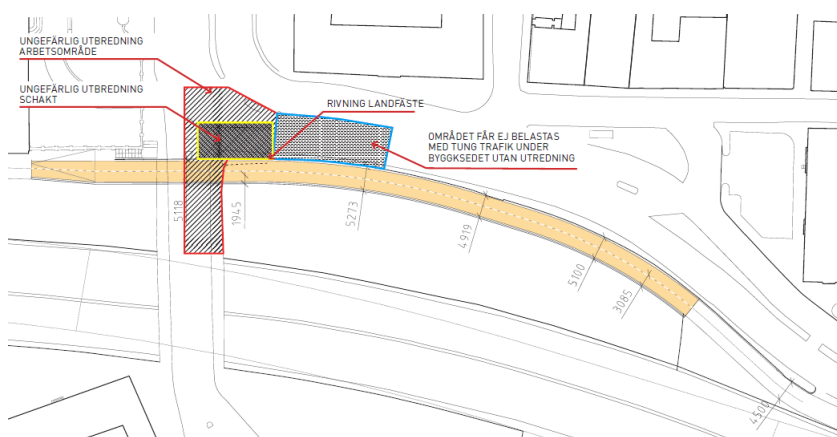 UNGEFÄRLIG UTBREDNING
ARBETSOMRÅDE
UNGEFÄRLIG UTBREDNING
SCHAKT
RIVNING LANDFÄSTE
OMRÅDET FÅR EJ BELASTAS
MED TUNG TRAFIK UNDER
BYGGKSEDET UTAN UTREDNING
5118
1945
5273
4919
5100
3085
4500